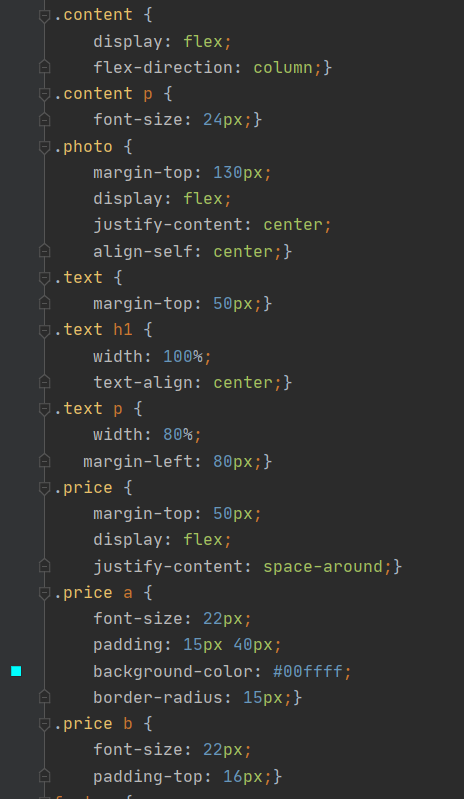 .content {
    display: flex;
    flex-direction: column;}
.content p {
    font-size: 24px;}
.photo {
    margin-top: 130px;
    display: flex;
    justify-content: center;
    align-self: center;}
.text {
    margin-top: 50px;}
.text h1 {
    width: 100%;
    text-align: center;}
.text p {
    width: 80%;
   margin-left: 80px;}
.price {
    margin-top: 50px;
    display: flex;
    justify-content: space-around;}
.price a {
    font-size: 22px;
    padding: 15px 40px;
    background-color: #00ffff;
    border-radius: 15px;}
.price b {
    font-size: 22px;
    padding-top: 16px;}